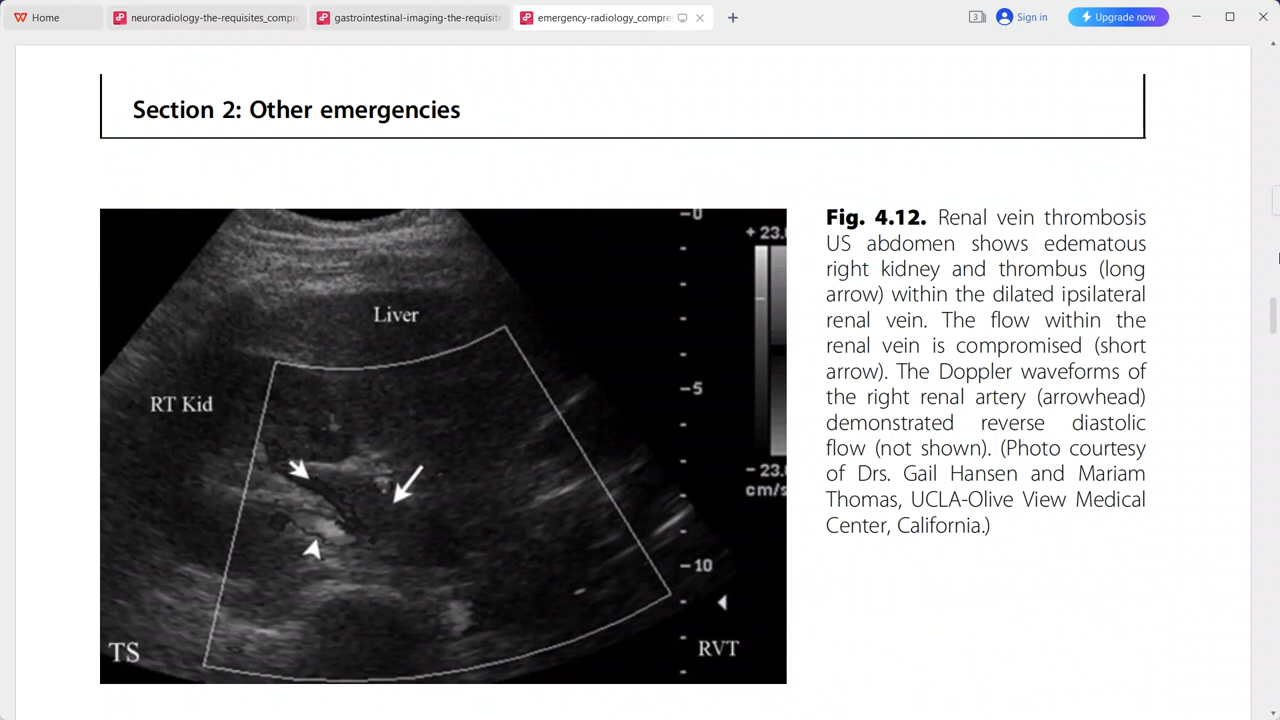 Home
neuroradiology-the-requisites_compr
gastrointestinal-imaging-the-requisite
emergency-radiology_compre
3
Sign in
Upgrade now
Section 2: Other emergencies
Liver
RT Kid
TS
0
5
10
RVT
+ 23.
- 23.
cm/s
Fig. 4.12. Renal vein thrombosis
US abdomen shows edematous
right kidney and thrombus (long
arrow) within the dilated ipsilateral
renal vein. The flow within the
renal vein is compromised (short
arrow). The Doppler waveforms of
the right renal artery (arrowhead)
demonstrated reverse diastolic
flow (not shown). (Photo courtesy
of Drs. Gail Hansen and Mariam
Thomas, UCLA-Olive View Medical
Center, California.)